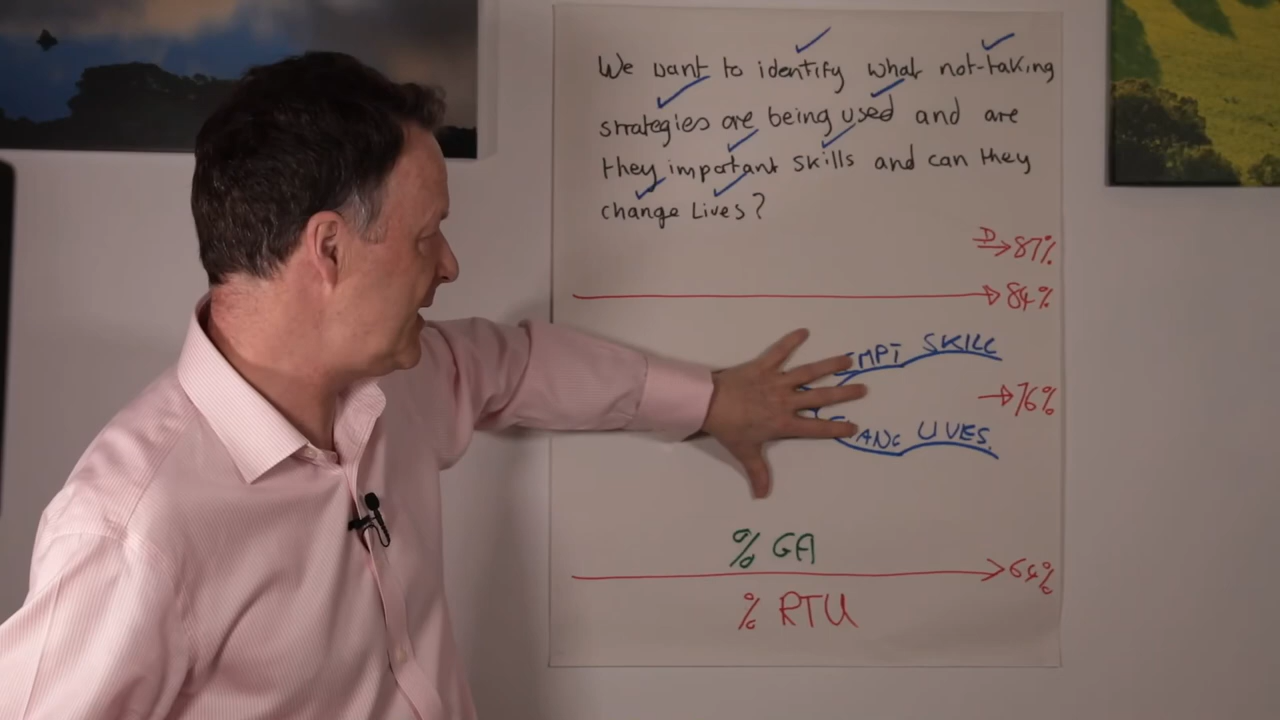 We want to identify what not-taking
strategies are being used and are
they important skills and can they
change Lives?
D 87%
84%
SKILL
76%
LIVES.
% GA
64%
% RTU